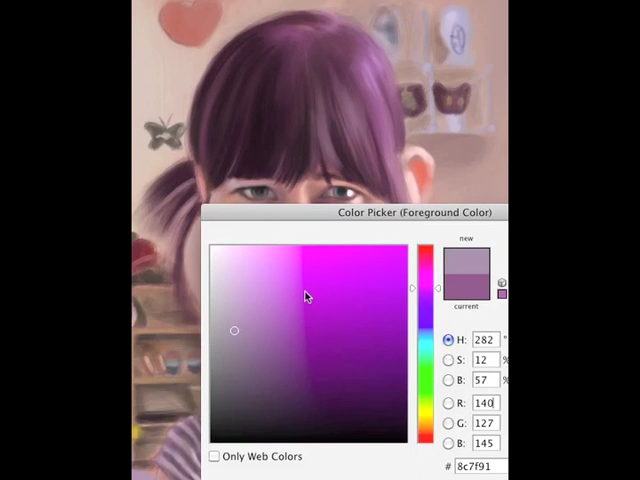 Color Picker (Foreground Color)
new
current
H: 282 °
S: 12 %
B: 57 %
R: 140
G: 127
B: 145
# 8c7f91
Only Web Colors